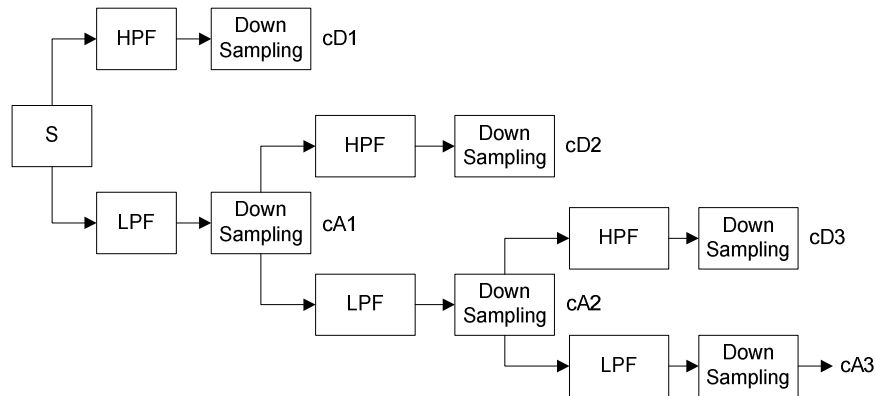 HPF
Down
Sampling
cD1
S
HPF
Down
Sampling
cD2
LPF
Down
Sampling
cA1
HPF
Down
Sampling
cD3
LPF
Down
Sampling
cA2
LPF
Down
Sampling
cA3